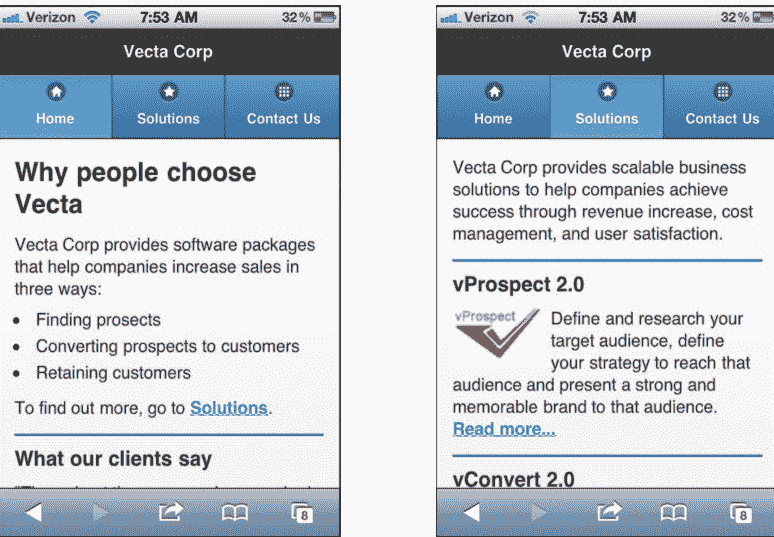 Verizon 7:53 AM 32%
Vecta Corp
Home Solutions Contact Us
Why people choose
Vecta
Vecta Corp provides software packages
that help companies increase sales in
three ways:
• Finding prosects
• Converting prospects to customers
• Retaining customers
To find out more, go to Solutions.
What our clients say
8
Verizon 7:53 AM 32%
Vecta Corp
Home Solutions Contact Us
Vecta Corp provides scalable business
solutions to help companies achieve
success through revenue increase, cost
management, and user satisfaction.
vProspect 2.0
vProspect
Define and research your
target audience, define
your strategy to reach that
audience and present a strong and
memorable brand to that audience.
Read more...
vConvert 2.0
8